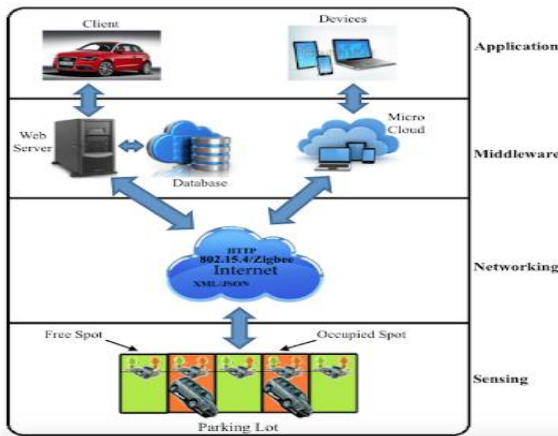 Client
Devices
Application
Web
Server
Database
Micro
Cloud
Middleware
HTTP
802.15.4/Zigbee
Internet
XML/JSON
Networking
Free Spot
Occupied Spot
Sensing
Parking Lot